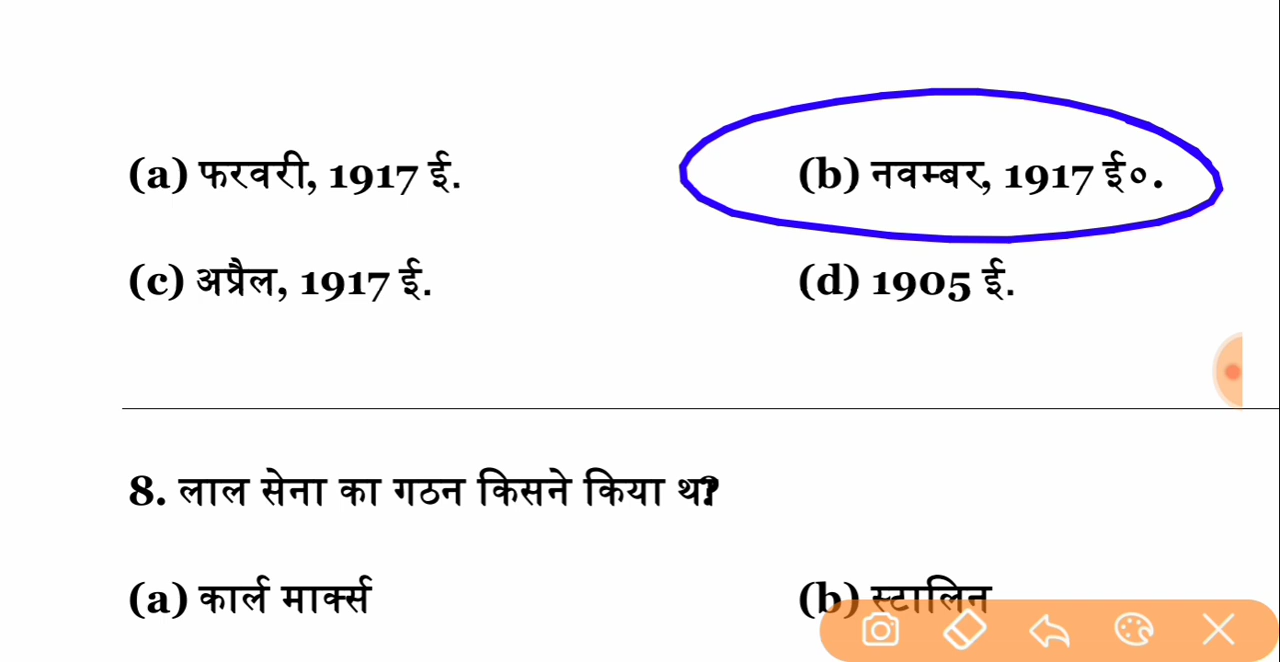 (a) फरवरी, 1917 ई. (b) नवम्बर, 1917 ई०.
(c) अप्रैल, 1917 ई. (d) 1905 ई.
8. लाल सेना का गठन किसने किया था?
(a) कार्ल मार्क्स (b) स्टालिन